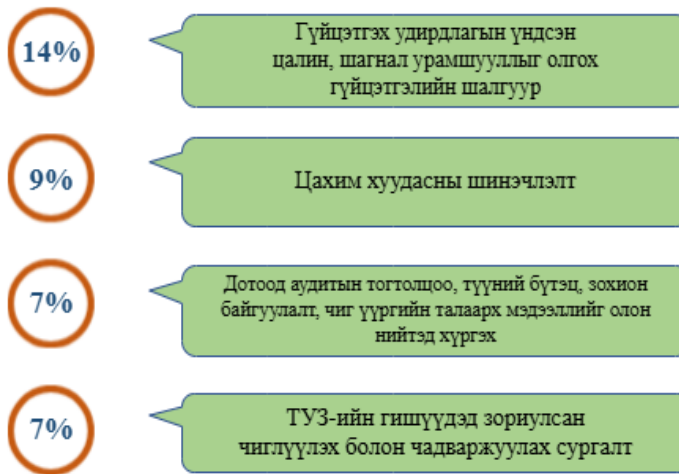 14%
Гүйцэтгэх удирдлагын үндсэн
цалин, шагнал урамшууллыг олгох
гүйцэтгэлийн шалгуур
9%
Цахим хуудасны шинэчлэлт
7%
Дотоод аудитын тогтолцоо, түүний бүтэц, зохион
байгуулалт, чиг үүргийн талаарх мэдээллийг олон
нийтэд хүргэх
7%
ТУЗ-ийн гишүүдэд зориулсан
чиглүүлэх болон чадваржуулах сургалт